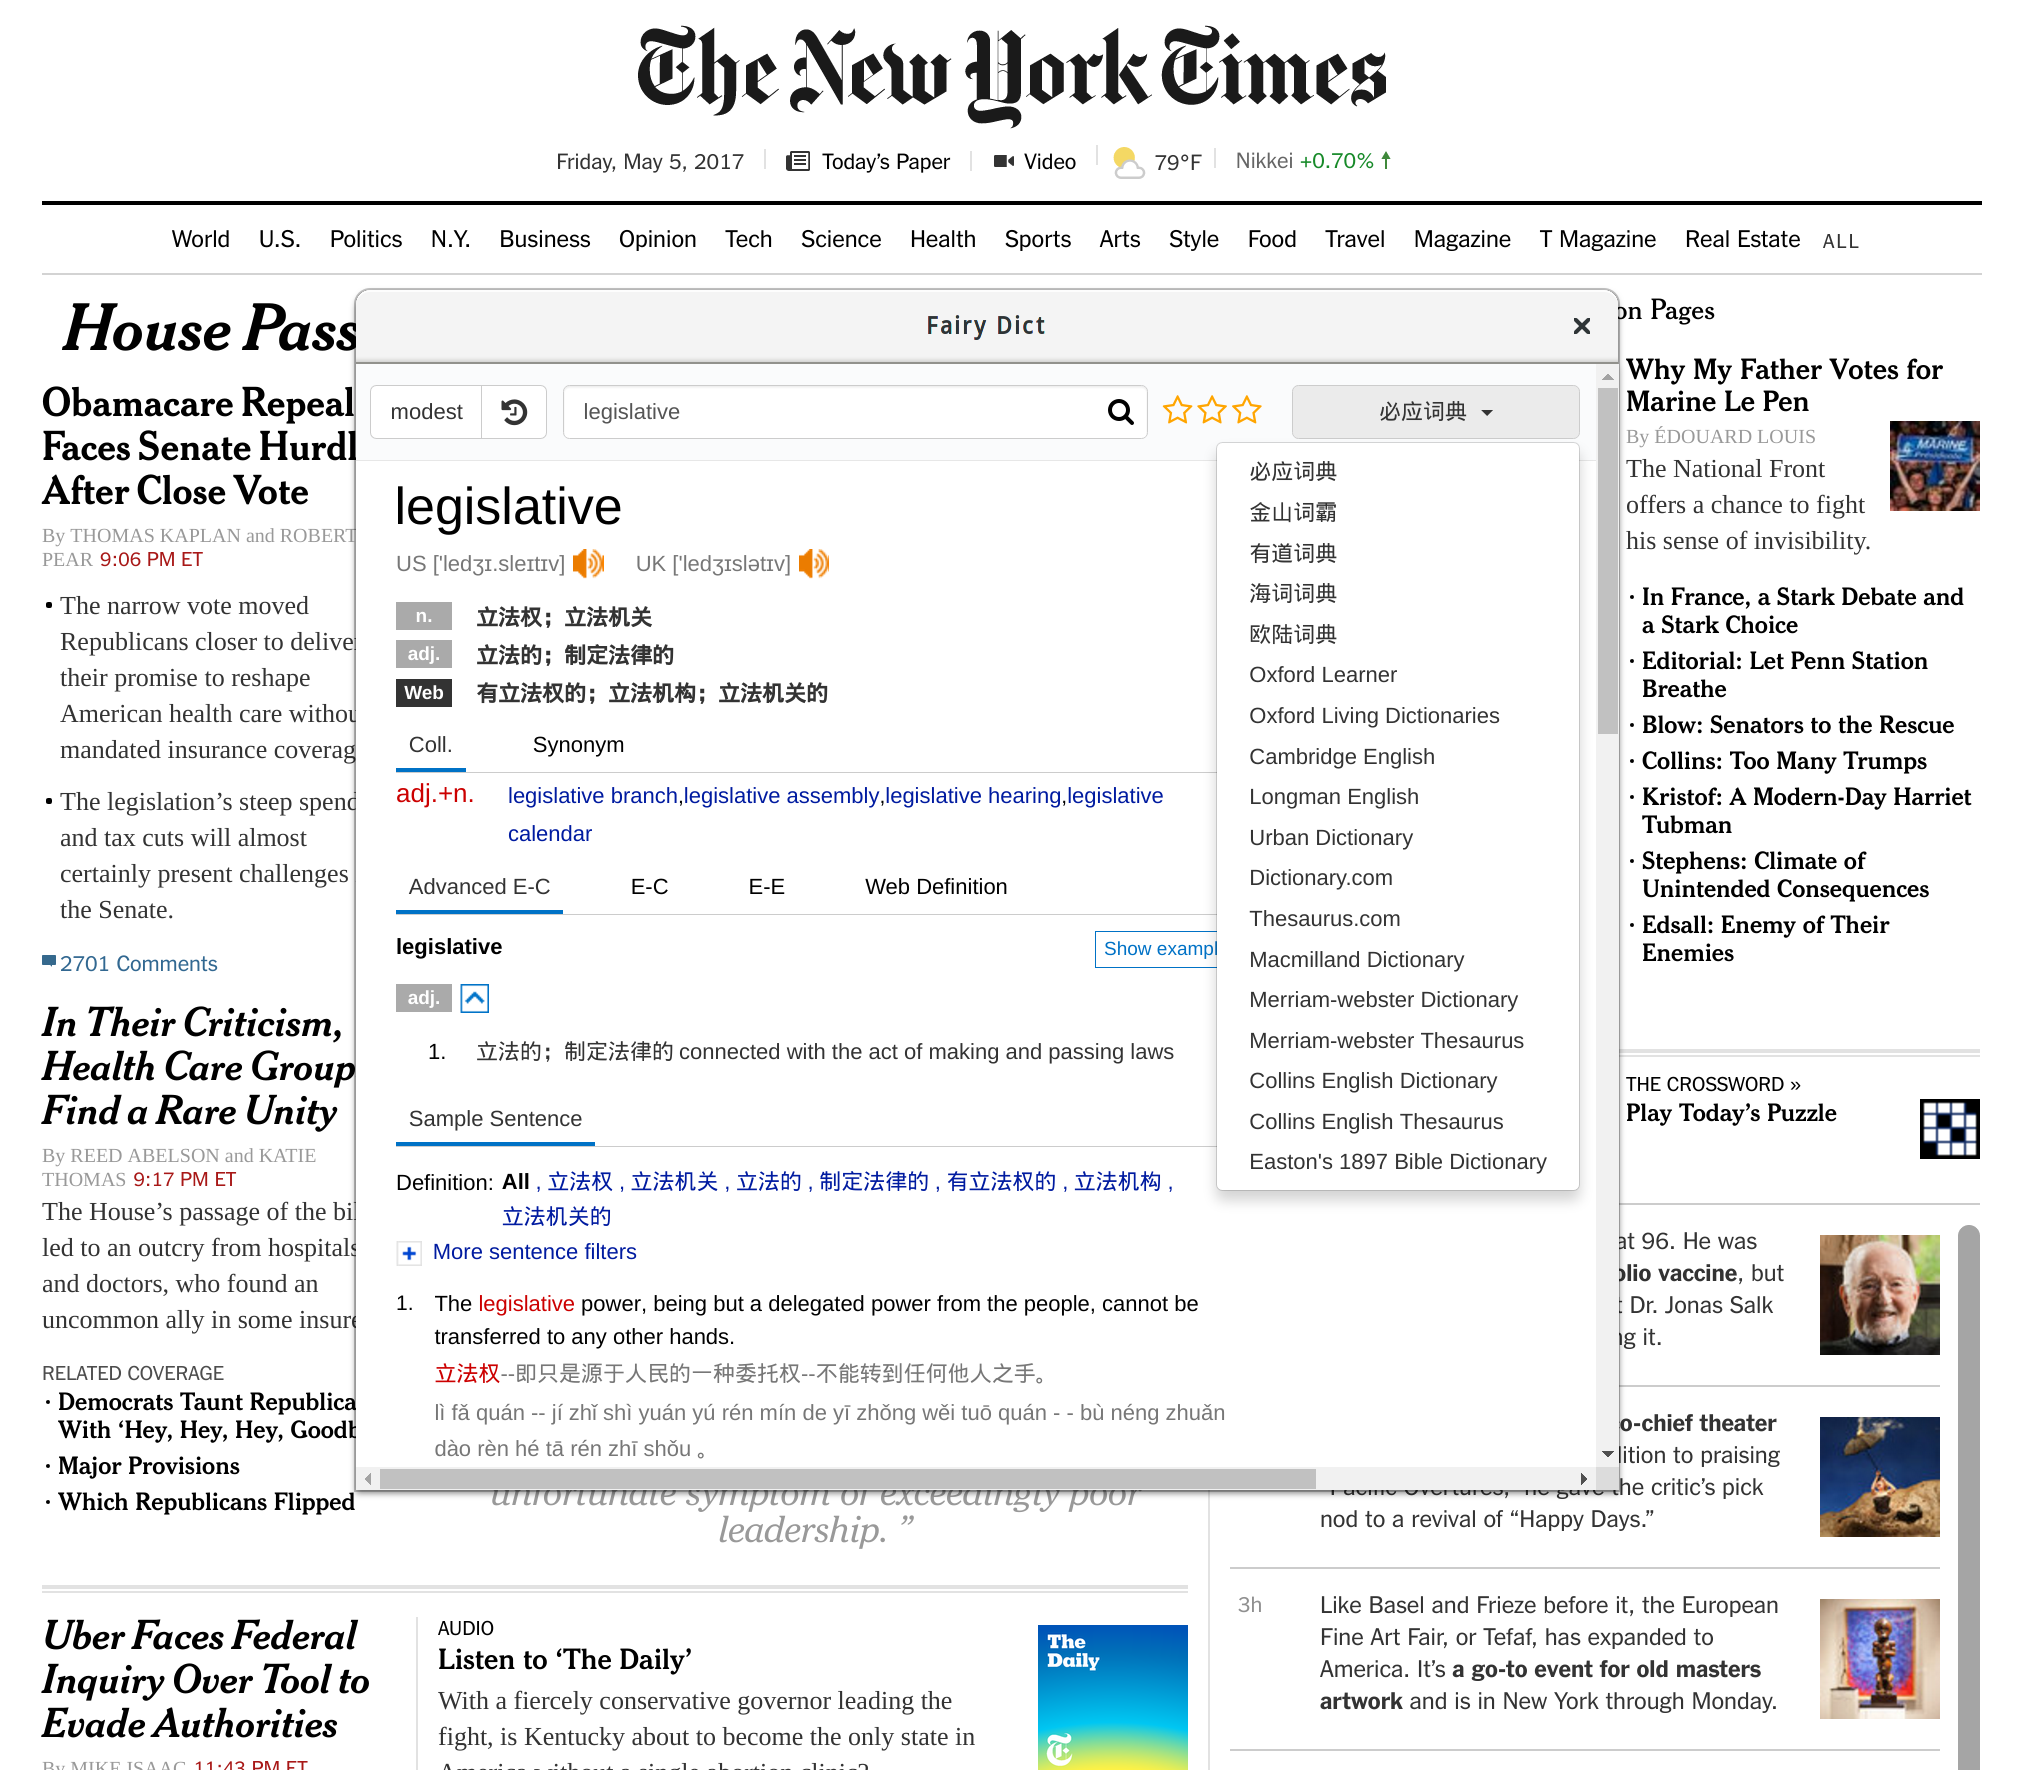 The New York Times
Friday, May 5, 2017
Today's Paper
Video
79°F
Nikkei +0.70%
World U.S. Politics N.Y. Business Opinion Tech Science Health Sports Arts Style Food Travel Magazine T Magazine Real Estate ALL
House Pass
Obamacare Repeal
Faces Senate Hurdl
After Close Vote
By THOMAS KAPLAN and ROBERT
PEAR 9:06 PM ET
• The narrow vote moved
Republicans closer to deliver
their promise to reshape
American health care withou
mandated insurance coverag
• The legislation’s steep spend
and tax cuts will almost
certainly present challenges
the Senate.
2701 Comments
In Their Criticism,
Health Care Group
Find a Rare Unity
By REED ABELSON and KATIE
THOMAS 9:17 PM ET
The House’s passage of the bil
led to an outcry from hospitals
and doctors, who found an
uncommon ally in some insure
RELATED COVERAGE
· Democrats Taunt Republica
With ‘Hey, Hey, Hey, Goodb
· Major Provisions
· Which Republicans Flipped
Fairy Dict
modest
legislative
必应词典
legislative
US ['ledʒɪ.sleɪtɪv] UK ['ledʒɪslətɪv]
n. 立法权；立法机关
adj. 立法的；制定法律的
Web 有立法权的；立法机构；立法机关的
Coll. Synonym
adj.+n. legislative branch,legislative assembly,legislative hearing,legislative
calendar
Advanced E-C E-C E-E Web Definition
legislative
Show exampl
adj.
1. 立法的；制定法律的 connected with the act of making and passing laws
Sample Sentence
Definition: All , 立法权 , 立法机关 , 立法的 , 制定法律的 , 有立法权的 , 立法机构 ,
立法机关的
More sentence filters
1. The legislative power, being but a delegated power from the people, cannot be
transferred to any other hands.
立法权--即只是源于人民的一种委托权--不能转到任何他人之手。
lì fǎ quán -- jí zhǐ shì yuán yú rén mín de yī zhǒng wěi tuō quán - - bù néng zhuǎn
dào rèn hé tā rén zhī shǒu 。
必应词典
金山词霸
有道词典
海词词典
欧陆词典
Oxford Learner
Oxford Living Dictionaries
Cambridge English
Longman English
Urban Dictionary
Dictionary.com
Thesaurus.com
Macmilland Dictionary
Merriam-webster Dictionary
Merriam-webster Thesaurus
Collins English Dictionary
Collins English Thesaurus
Easton's 1897 Bible Dictionary
on Pages
Why My Father Votes for
Marine Le Pen
By ÉDOUARD LOUIS
The National Front
offers a chance to fight
his sense of invisibility.
MARINE
· In France, a Stark Debate and
a Stark Choice
· Editorial: Let Penn Station
Breathe
· Blow: Senators to the Rescue
· Collins: Too Many Trumps
· Kristof: A Modern-Day Harriet
Tubman
· Stephens: Climate of
Unintended Consequences
· Edsall: Enemy of Their
Enemies
THE CROSSWORD »
Play Today’s Puzzle
at 96. He was
olio vaccine, but
t Dr. Jonas Salk
ng it.
o-chief theater
lition to praising
“Pacific Overtures,” he gave the critic’s pick
nod to a revival of “Happy Days.”
3h
Like Basel and Frieze before it, the European
Fine Art Fair, or Tefaf, has expanded to
America. It’s a go-to event for old masters
artwork and is in New York through Monday.
unfortunate symptom of exceedingly poor
leadership. ”
Uber Faces Federal
Inquiry Over Tool to
Evade Authorities
By MIKE ISAAC 11:43 PM ET
AUDIO
Listen to ‘The Daily’
With a fiercely conservative governor leading the
fight, is Kentucky about to become the only state in
America without a single abortion clinic?
The
Daily